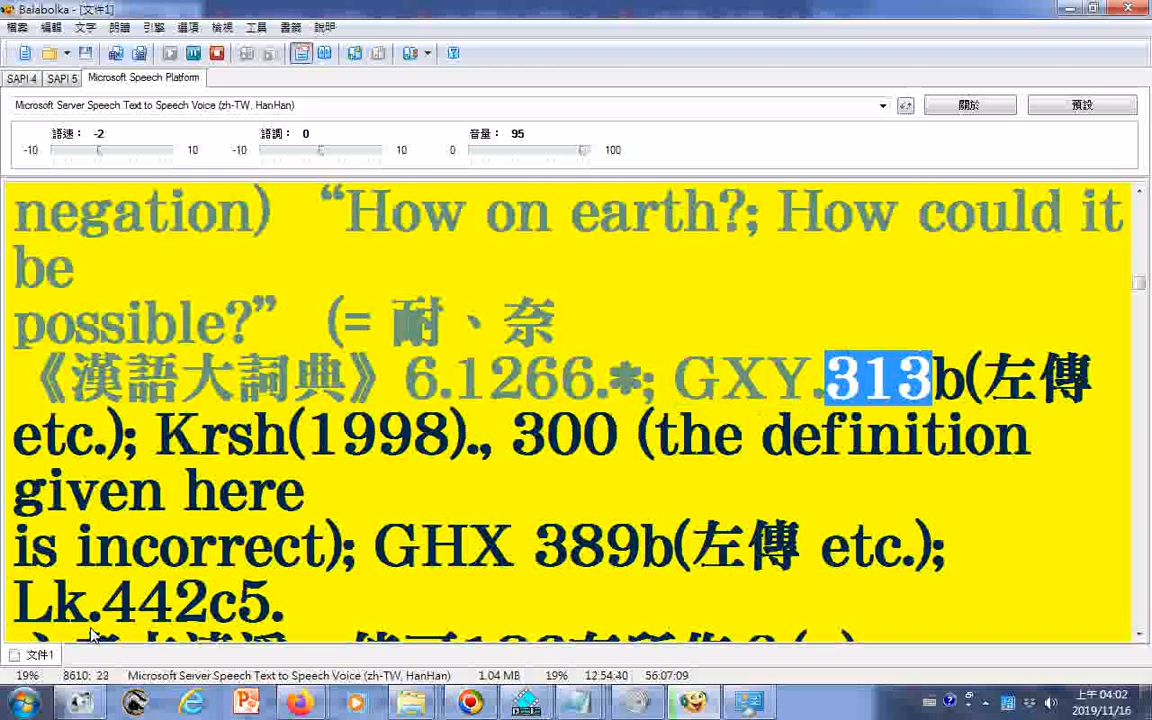 Balabolka - [文件1]
檔案 編輯 文字 朗讀 引擎 選項 檢視 工具 書籤 說明
SAPI 4 SAPI 5 Microsoft Speech Platform
Microsoft Server Speech Text to Speech Voice (zh-TW, HanHan) 關於 預設
語速： -2 語調： 0 音量： 95
-10 10 -10 10 0 100
negation) “How on earth?; How could it
be
possible?” (= 耐、奈
《漢語大詞典》6.1266.*; GXY.313b(左傳
etc.); Krsh(1998)., 300 (the definition
given here
is incorrect); GHX 389b(左傳 etc.);
Lk.442c5.
文件1
19% 8610: 23 Microsoft Server Speech Text to Speech Voice (zh-TW, HanHan) 1.04 MB 19% 12:54:40 56:07:09
上午 04:02
2019/11/16